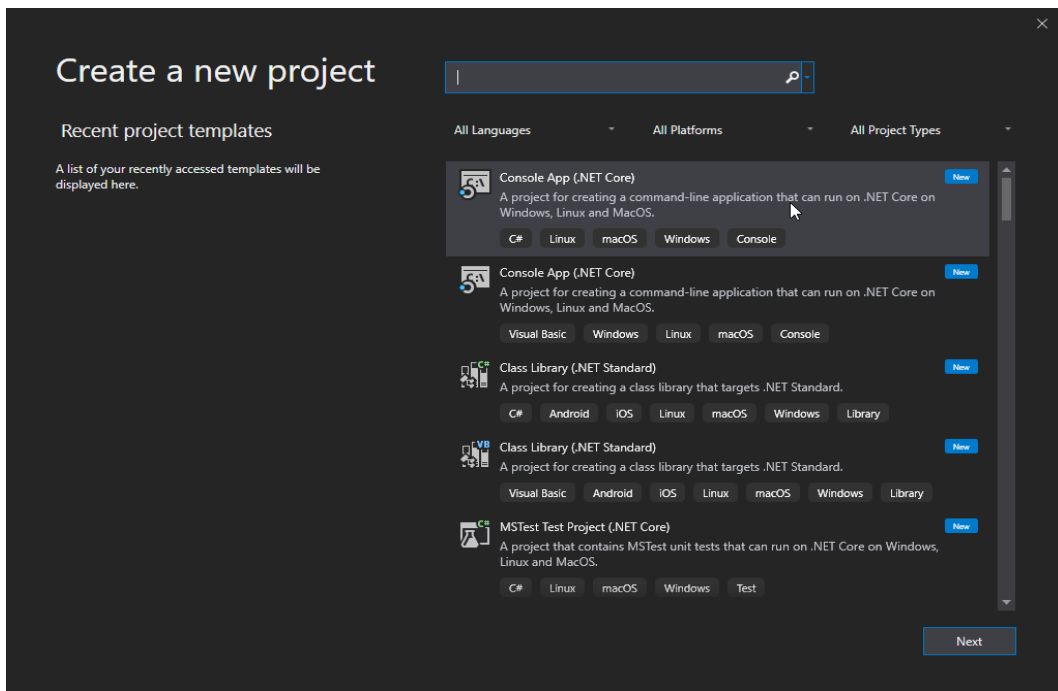 Create a new project
Recent project templates
A list of your recently accessed templates will be
displayed here.
All Languages
All Platforms
All Project Types
Console App (.NET Core)
New
A project for creating a command-line application that can run on .NET Core on
Windows, Linux and MacOS.
C# Linux macOS Windows Console
Console App (.NET Core)
New
A project for creating a command-line application that can run on .NET Core on
Windows, Linux and MacOS.
Visual Basic Windows Linux macOS Console
Class Library (.NET Standard)
New
A project for creating a class library that targets .NET Standard.
C# Android iOS Linux macOS Windows Library
Class Library (.NET Standard)
New
A project for creating a class library that targets .NET Standard.
Visual Basic Android iOS Linux macOS Windows Library
MSTest Test Project (.NET Core)
New
A project that contains MSTest unit tests that can run on .NET Core on Windows,
Linux and MacOS.
C# Linux macOS Windows Test
Next